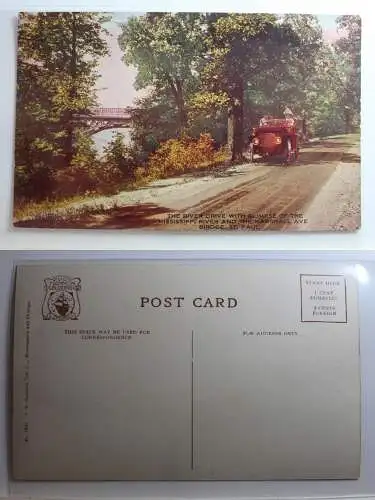 THE RIVER DRIVE WITH GLIMPSE OF THE
MISSISSIPPI RIVER AND THE MARSHALL AVE
BRIDGE, ST. PAUL.
POST CARD
THIS SPACE MAY BE USED FOR
CORRESPONDENCE
FOR ADDRESS ONLY.
STAMP HERE
1 CENT
DOMESTIC
2 CENTS
FOREIGN